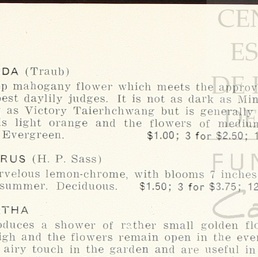 DA (Traub)
p mahogany flower which meets the approv
est daylily judges. It is not as dark as Min
as Victory Taierhchwang but is generally
s light orange and the flowers of medium
Evergreen. $1.00; 3 for $2.50; 1
RUS (H. P. Sass)
rvelous lemon-chrome, with blooms 7 inches
summer. Deciduous. $1.50; 3 for $3.75; 12
THA
oduces a shower of rather small golden flo
igh and the flowers remain open in the ever
airy touch in the garden and are useful in
CEN
ES
DE
FUN
Ca